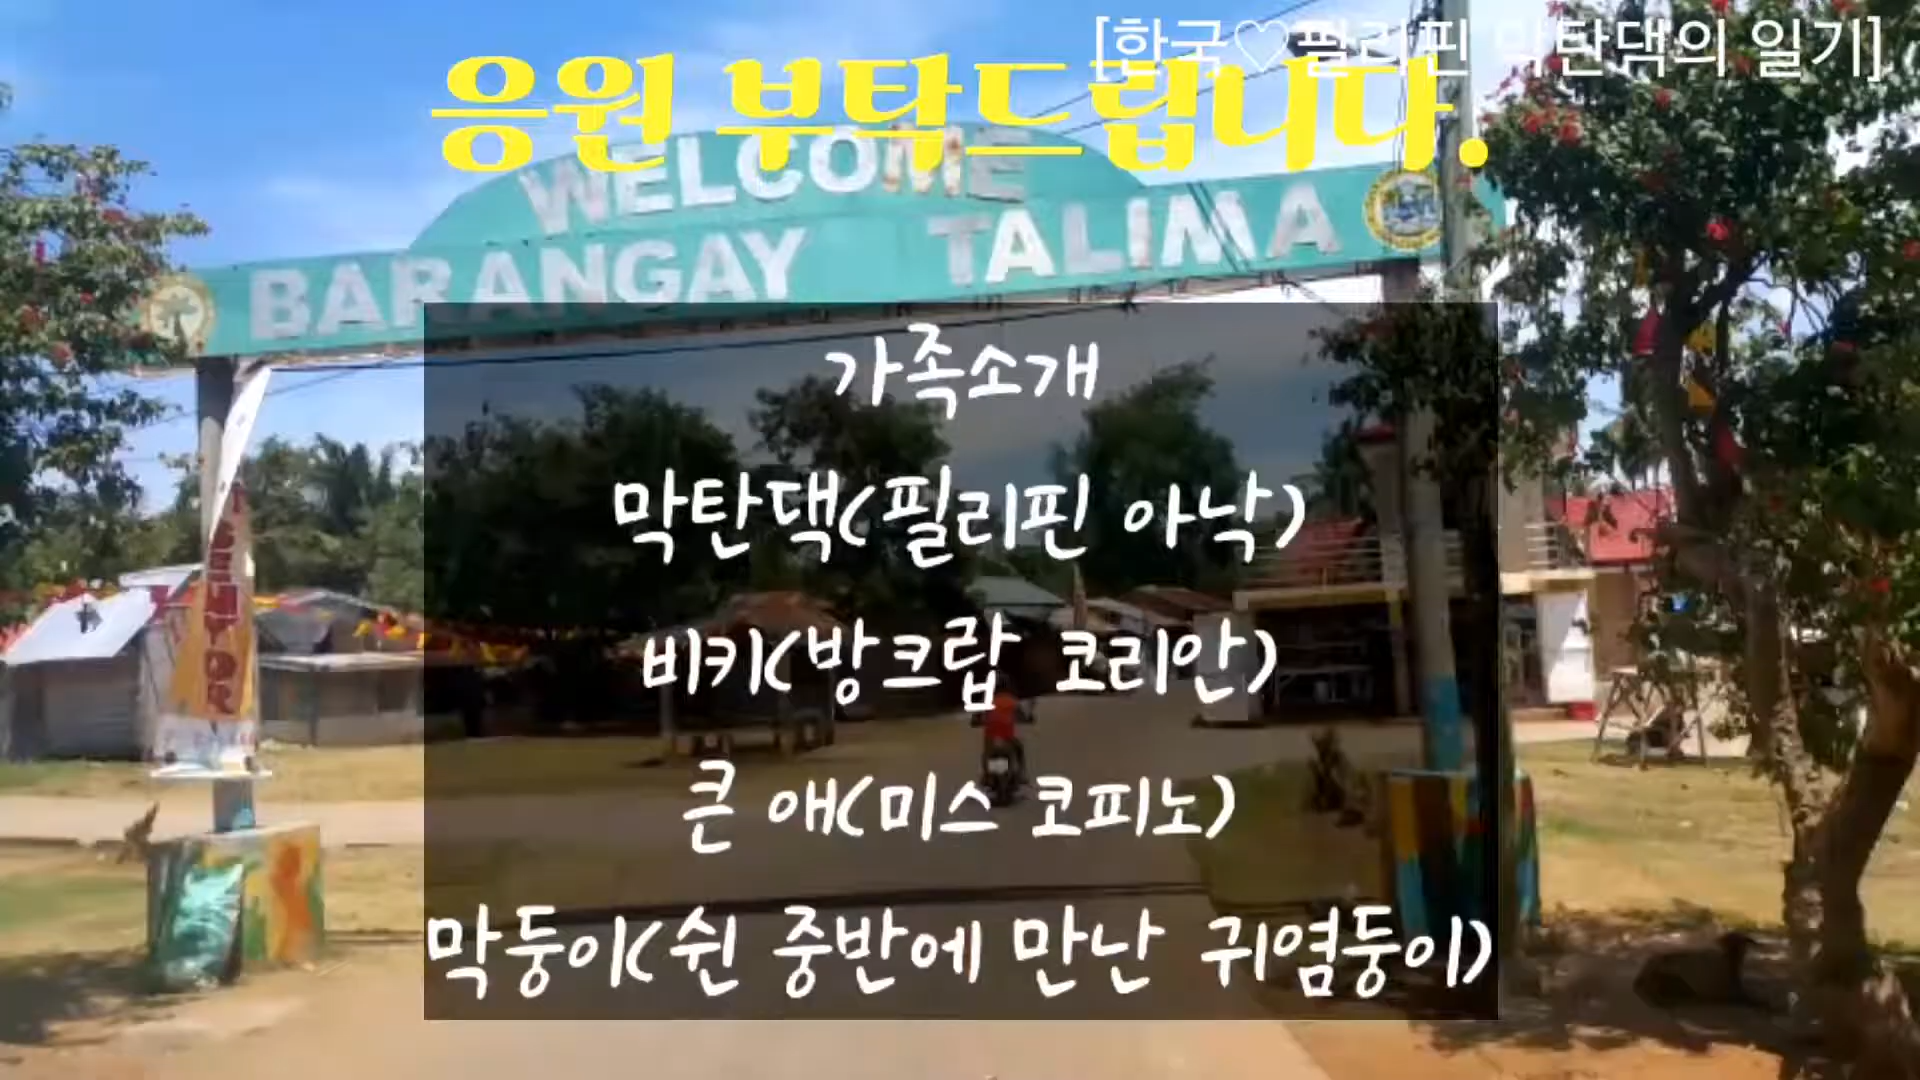 [한국♡팔리핀 막탄댁의 일기]
응원 부탁드립니다.
WELCOME
BARANGAY TALIMA
가족소개
막탄댁(필리핀 아낙)
비키(방크랍 코리안)
큰 애(미스 코피노)
막둥이(쉰 중반에 만난 귀염둥이)